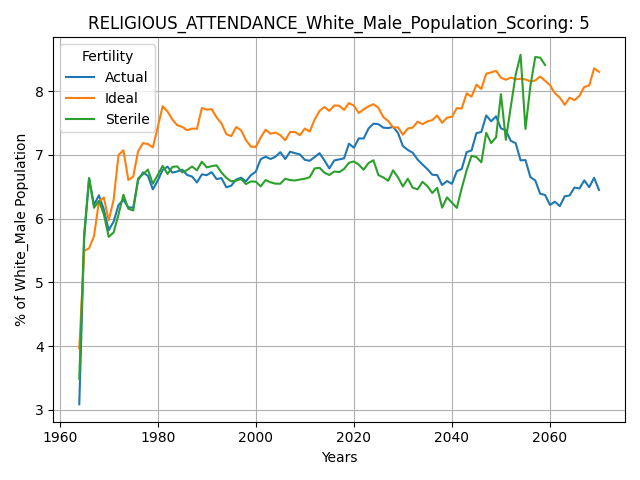 RELIGIOUS_ATTENDANCE_White_Male_Population_Scoring: 5
Fertility
Actual
Ideal
Sterile
% of White_Male Population
8
7
6
5
4
3
1960 1980 2000 2020 2040 2060
Years